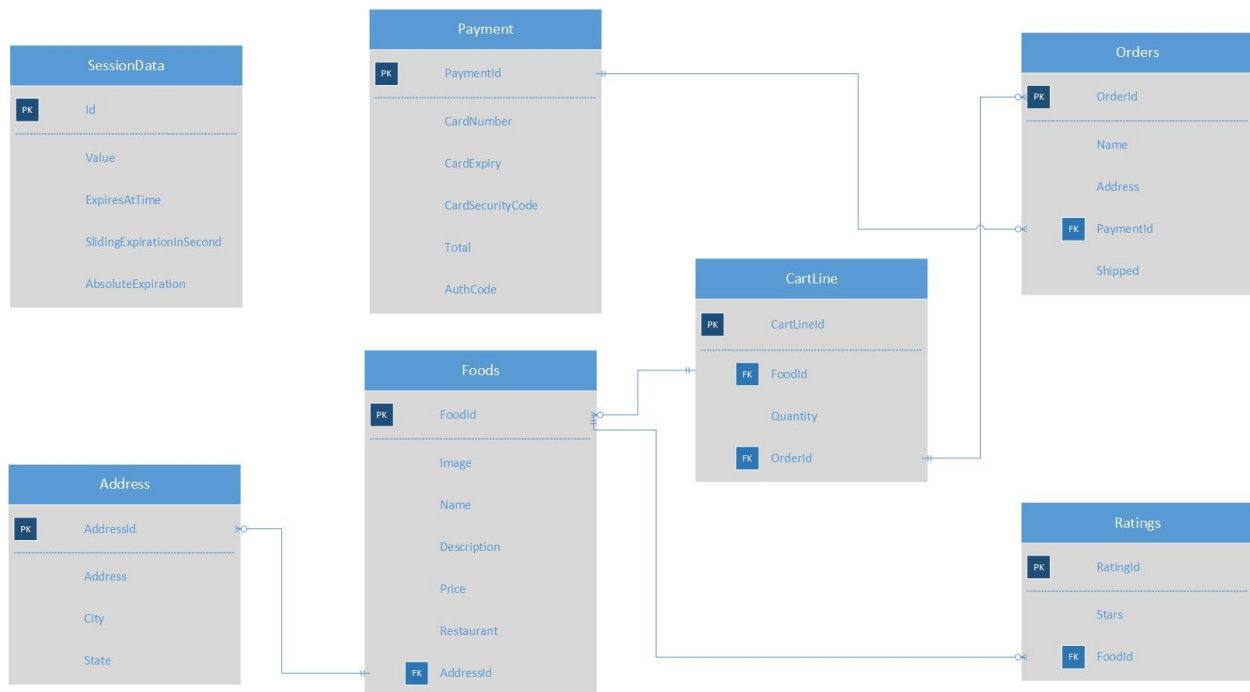 SessionData
PK Id
Value
ExpiresAtTime
SlidingExpirationInSecond
AbsoluteExpiration
Payment
PK PaymentId
CardNumber
CardExpiry
CardSecurityCode
Total
AuthCode
Orders
PK OrderId
Name
Address
FK PaymentId
Shipped
CartLine
PK CartLineId
FK FoodId
Quantity
FK OrderId
Foods
PK FoodId
Image
Name
Description
Price
Restaurant
FK AddressId
Address
PK AddressId
Address
City
State
Ratings
PK RatingId
Stars
FK FoodId